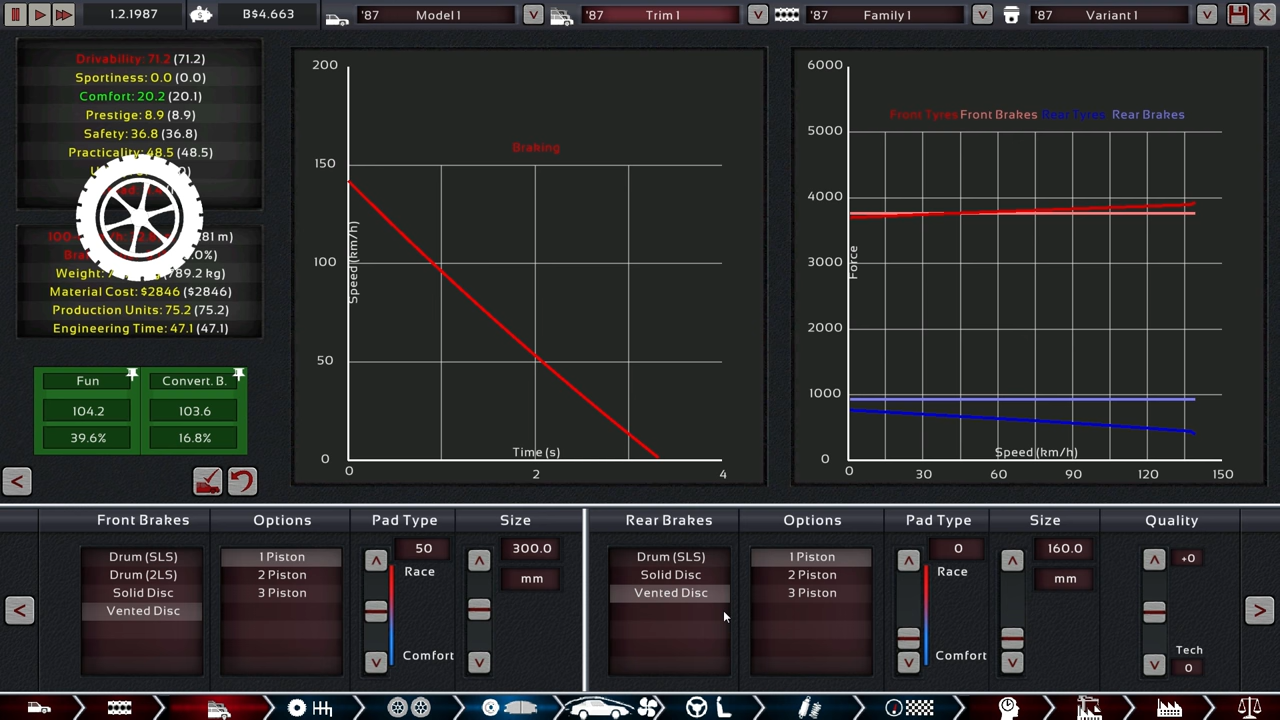 1.2.1987
B$4.663
'87 Model 1
'87 Trim 1
'87 Family 1
'87 Variant 1
Drivability: 71.2 (71.2)
Sportiness: 0.0 (0.0)
Comfort: 20.2 (20.1)
Prestige: 8.9 (8.9)
Safety: 36.8 (36.8)
Practicality: 48.5 (48.5)
Weight: (789.2 kg)
Material Cost: $2846 ($2846)
Production Units: 75.2 (75.2)
Engineering Time: 47.1 (47.1)
Fun
Convert. B.
104.2
103.6
39.6%
16.8%
200
150
100
50
0
Speed (km/h)
Braking
Time (s)
0 2 4
6000
5000
4000
3000
2000
1000
0
Force
Front Tyres Front Brakes Rear Tyres Rear Brakes
Speed (km/h)
0 30 60 90 120 150
Front Brakes
Options
Pad Type
Size
Rear Brakes
Options
Pad Type
Size
Quality
Drum (SLS)
Drum (2LS)
Solid Disc
Vented Disc
1 Piston
2 Piston
3 Piston
50
Race
Comfort
300.0
mm
Drum (SLS)
Solid Disc
Vented Disc
1 Piston
2 Piston
3 Piston
0
Race
Comfort
160.0
mm
+0
Tech
0